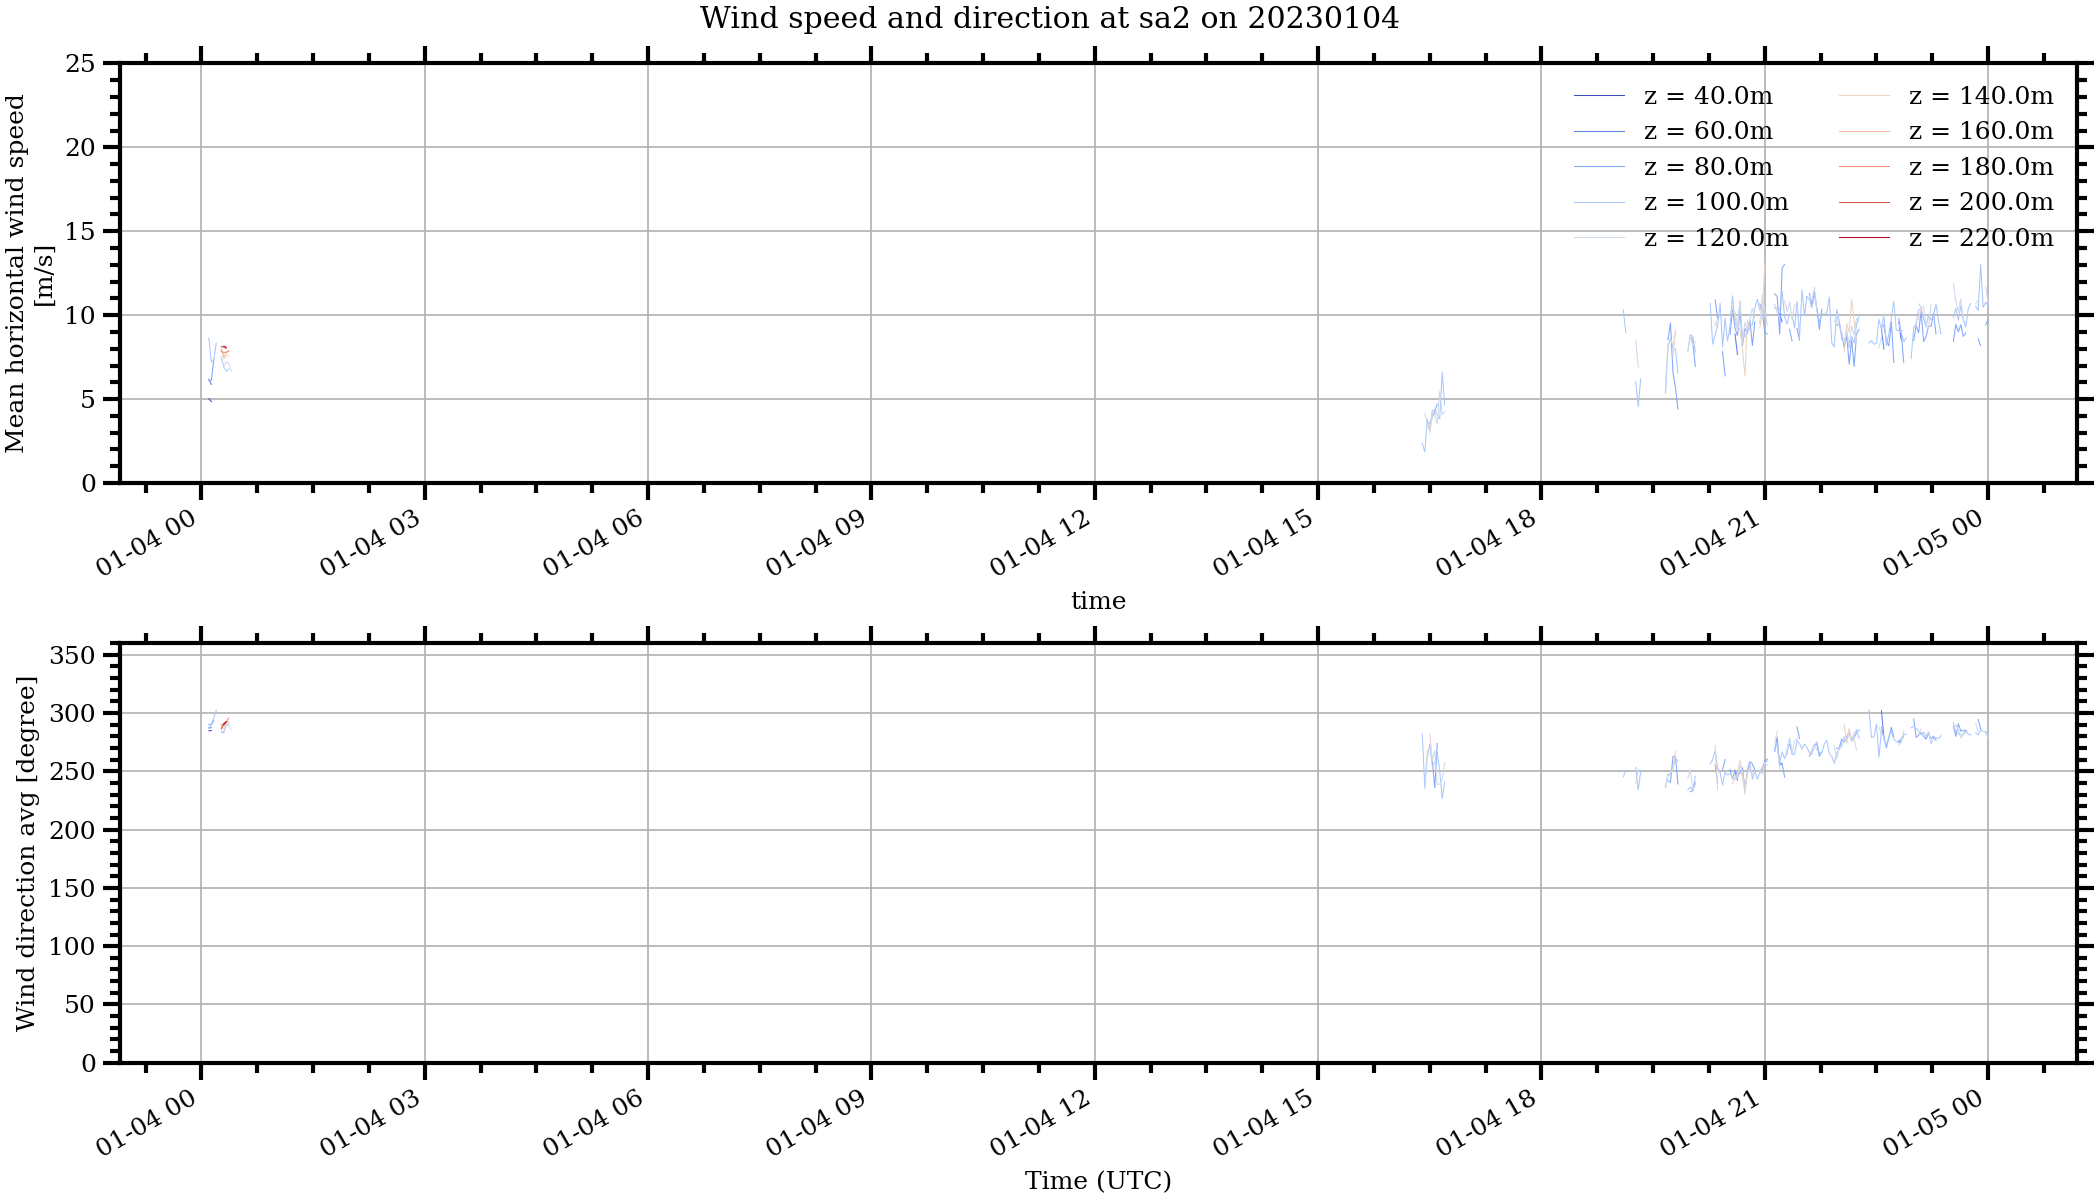 Wind speed and direction at sa2 on 20230104
Mean horizontal wind speed
[m/s]
25
20
15
10
5
0
z = 40.0m
z = 60.0m
z = 80.0m
z = 100.0m
z = 120.0m
z = 140.0m
z = 160.0m
z = 180.0m
z = 200.0m
z = 220.0m
01-04 00
01-04 03
01-04 06
01-04 09
01-04 12
01-04 15
01-04 18
01-04 21
01-05 00
time
Wind direction avg [degree]
350
300
250
200
150
100
50
0
01-04 00
01-04 03
01-04 06
01-04 09
01-04 12
01-04 15
01-04 18
01-04 21
01-05 00
Time (UTC)